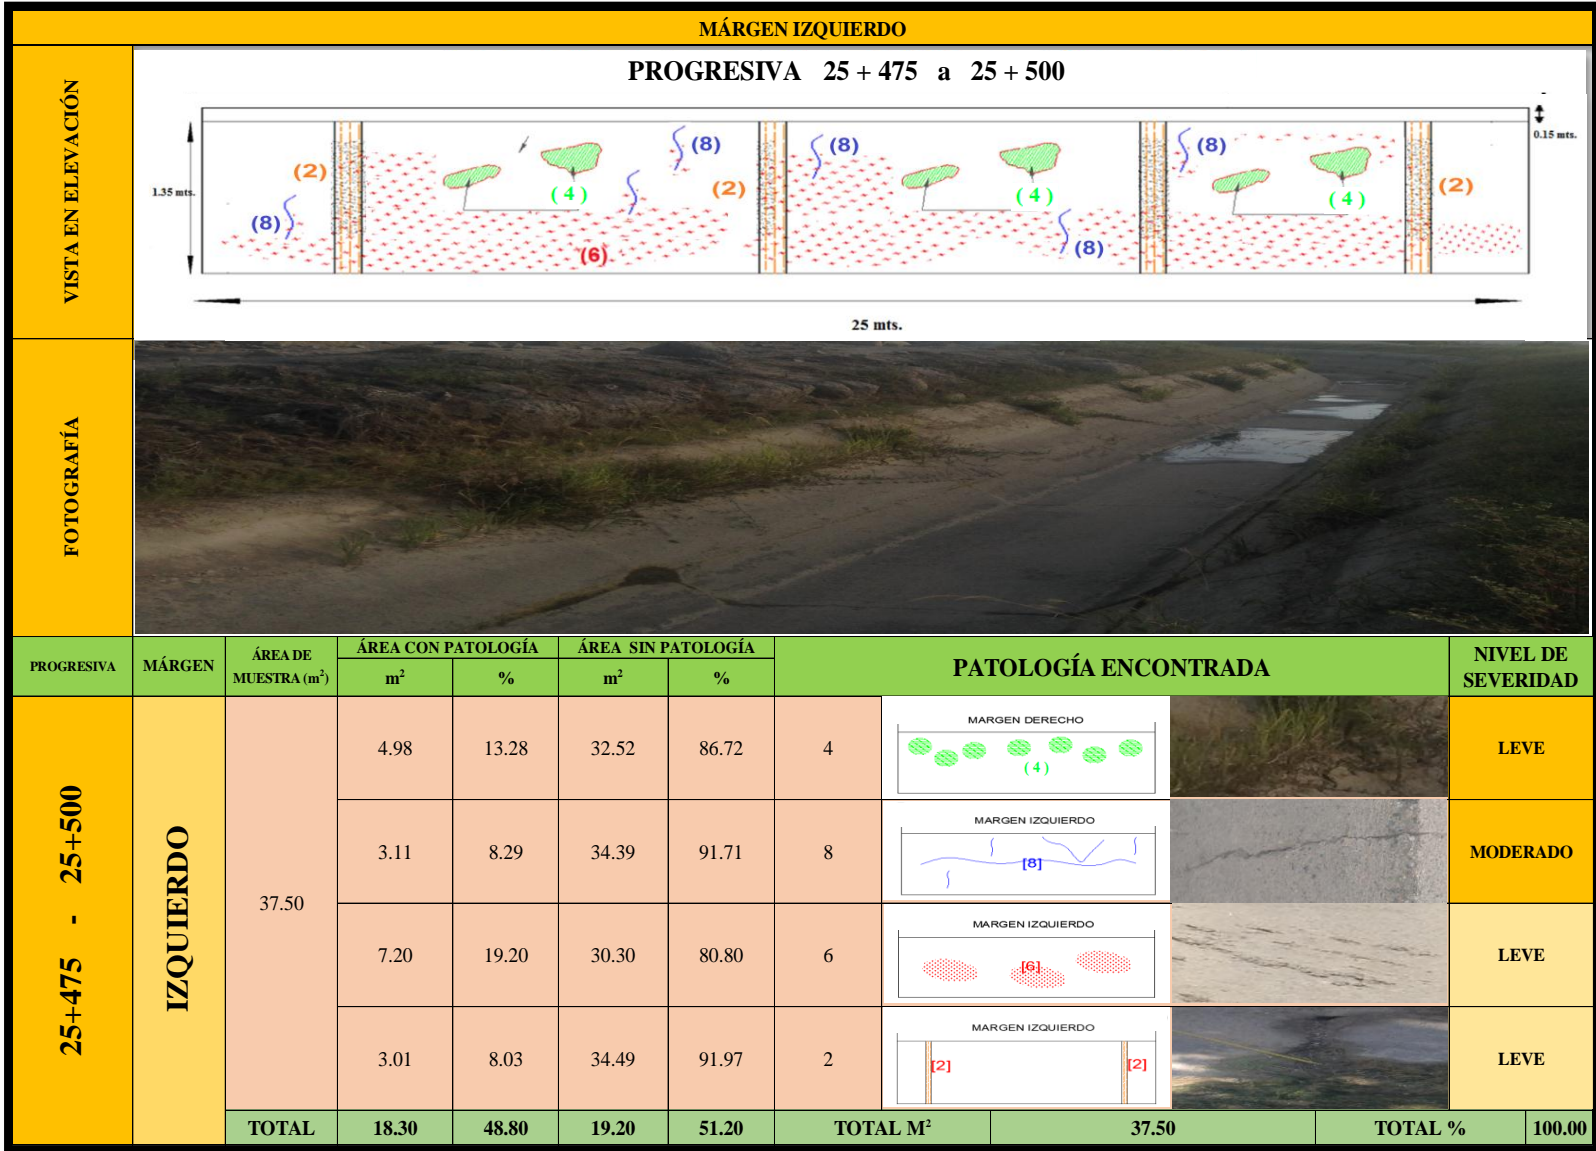 MÁRGEN IZQUIERDO
VISTA EN ELEVACIÓN
PROGRESIVA 25 + 475 a 25 + 500
0.15 mts.
1.35 mts.
(8)
(2)
(4)
(8)
(6)
(2)
(8)
(4)
(8)
(8)
(4)
(2)
25 mts.
FOTOGRAFÍA
PROGRESIVA
MÁRGEN
ÁREA DE
MUESTRA (m²)
ÁREA CON PATOLOGÍA
m²
%
ÁREA SIN PATOLOGÍA
m²
%
PATOLOGÍA ENCONTRADA
NIVEL DE
SEVERIDAD
25+475 - 25+500
IZQUIERDO
37.50
4.98
13.28
32.52
86.72
4
MARGEN DERECHO
(4)
LEVE
3.11
8.29
34.39
91.71
8
MARGEN IZQUIERDO
[8]
MODERADO
7.20
19.20
30.30
80.80
6
MARGEN IZQUIERDO
[6]
LEVE
3.01
8.03
34.49
91.97
2
MARGEN IZQUIERDO
[2]
[2]
LEVE
TOTAL
18.30
48.80
19.20
51.20
TOTAL M²
37.50
TOTAL %
100.00